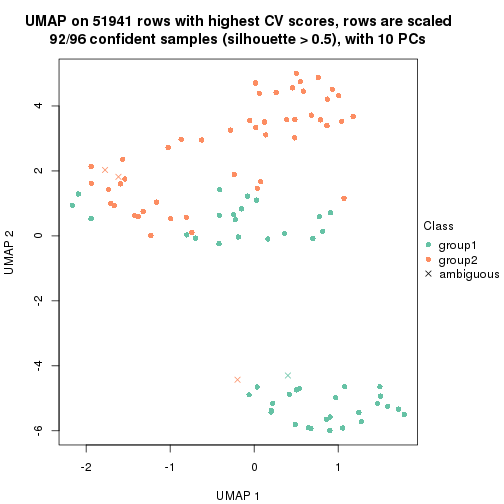 UMAP on 51941 rows with highest CV scores, rows are scaled
92/96 confident samples (silhouette > 0.5), with 10 PCs
4
2
0
-2
-4
-6
UMAP 2
-2
-1
0
1
UMAP 1
Class
group1
group2
ambiguous